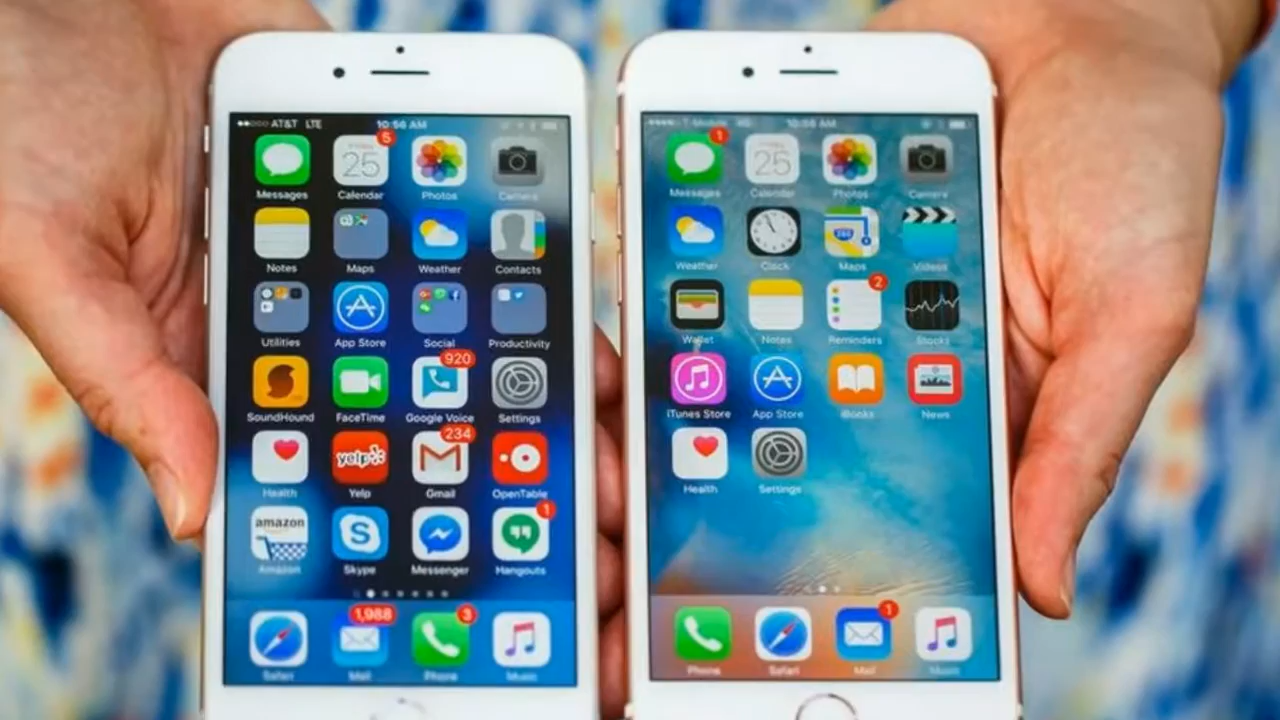 AT&T LTE 10:56 AM
5
25
Messages Calendar Photos Camera
Notes Maps Weather Contacts
Utilities App Store Social Productivity
920
SoundHound FaceTime Google Voice Settings
234
yelp
Health Yelp Gmail OpenTable
1
amazon
S
Amazon Skype Messenger Hangouts
1,988 3
Safari Mail Phone Music
T-Mobile 10:56 AM
1
25
Messages Calendar Photos Camera
280
Weather Clock Maps Videos
2
Wallet Notes Reminders Stocks
iTunes Store App Store iBooks News
Health Settings
1
Phone Safari Mail Music